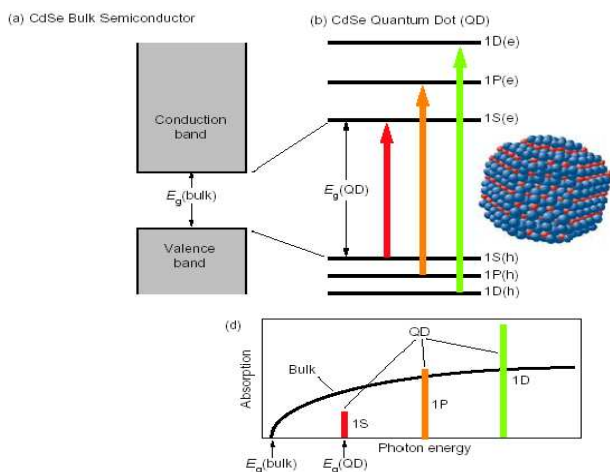 (a) CdSe Bulk Semiconductor
(b) CdSe Quantum Dot (QD)
1D(e)
1P(e)
1S(e)
Conduction
band
Eg(bulk)
Eg(QD)
Valence
band
1S(h)
1P(h)
1D(h)
(d)
QD
Absorption
Bulk
1S
1P
1D
Photon energy
Eg(bulk)
Eg(QD)